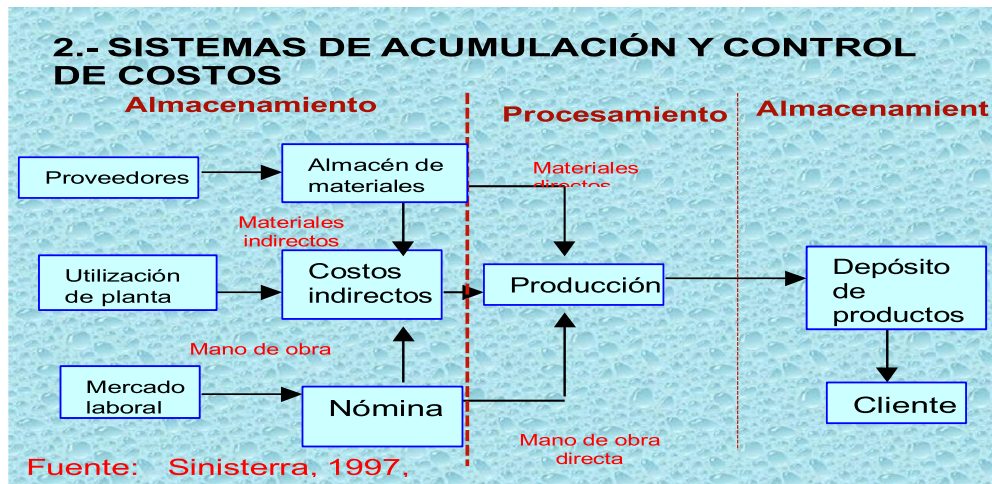 2.- SISTEMAS DE ACUMULACIÓN Y CONTROL
DE COSTOS
Almacenamiento
Procesamiento
Almacenamient
Proveedores
Almacén de
materiales
Materiales
directos
Materiales
indirectos
Utilización
de planta
Costos
indirectos
Producción
Depósito
de
productos
Mano de obra
Mercado
laboral
Nómina
Cliente
Mano de obra
directa
Fuente: Sinisterra, 1997,